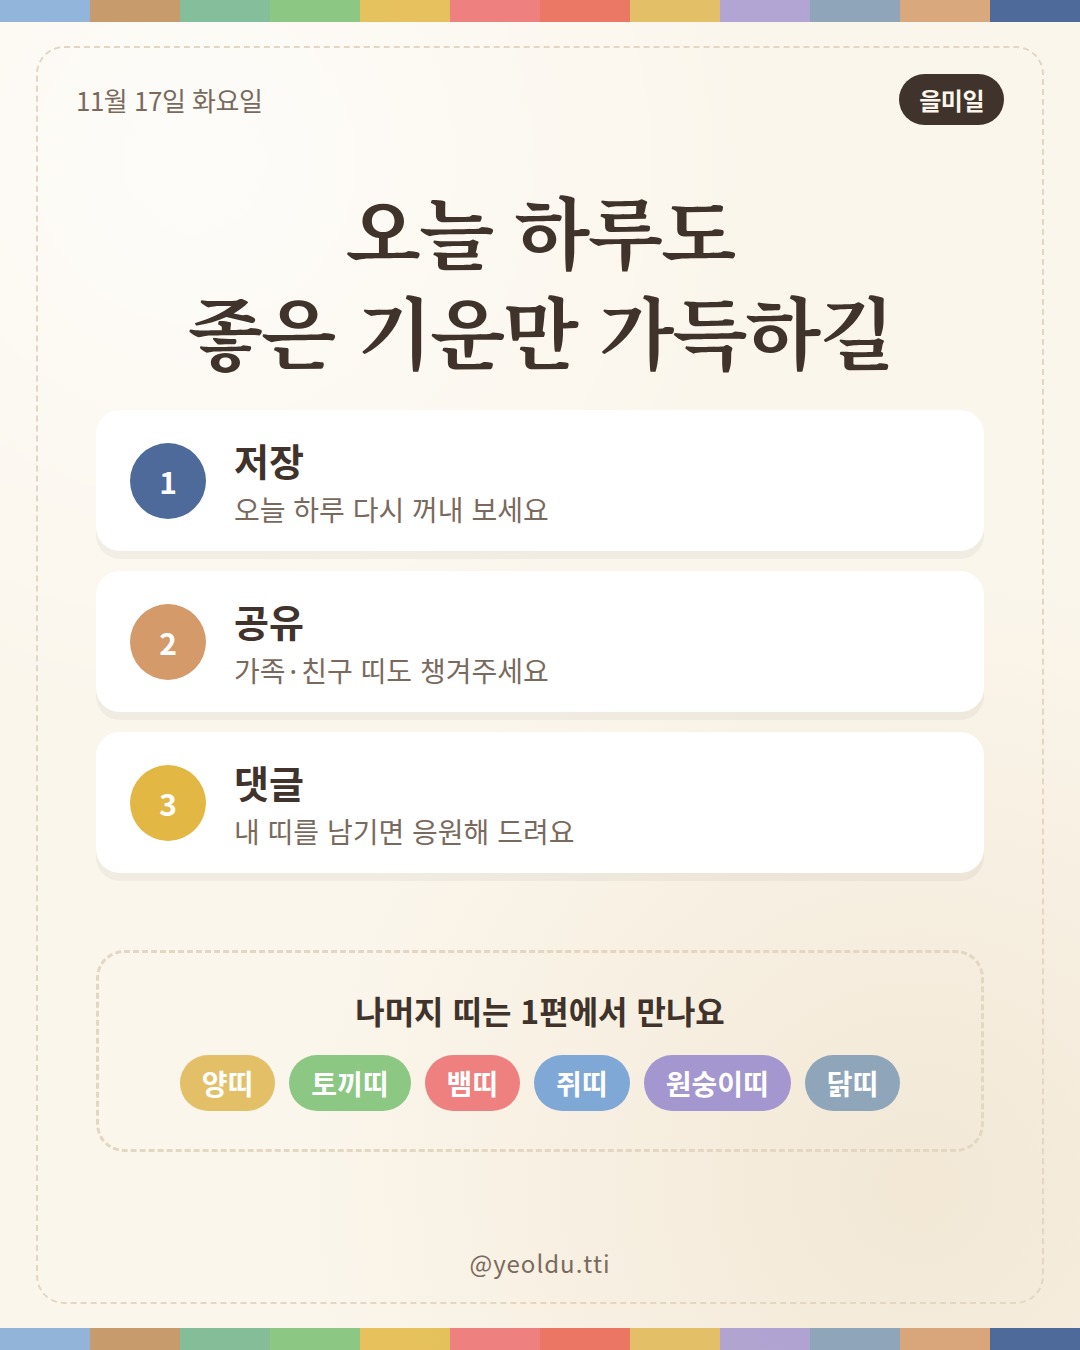 11월 17일 화요일
을미일
오늘 하루도
좋은 기운만 가득하길
1
저장
오늘 하루 다시 꺼내 보세요
2
공유
가족·친구 띠도 챙겨주세요
3
댓글
내 띠를 남기면 응원해 드려요
나머지 띠는 1편에서 만나요
양띠 토끼띠 뱀띠 쥐띠 원숭이띠 닭띠
@yeoldu.tti